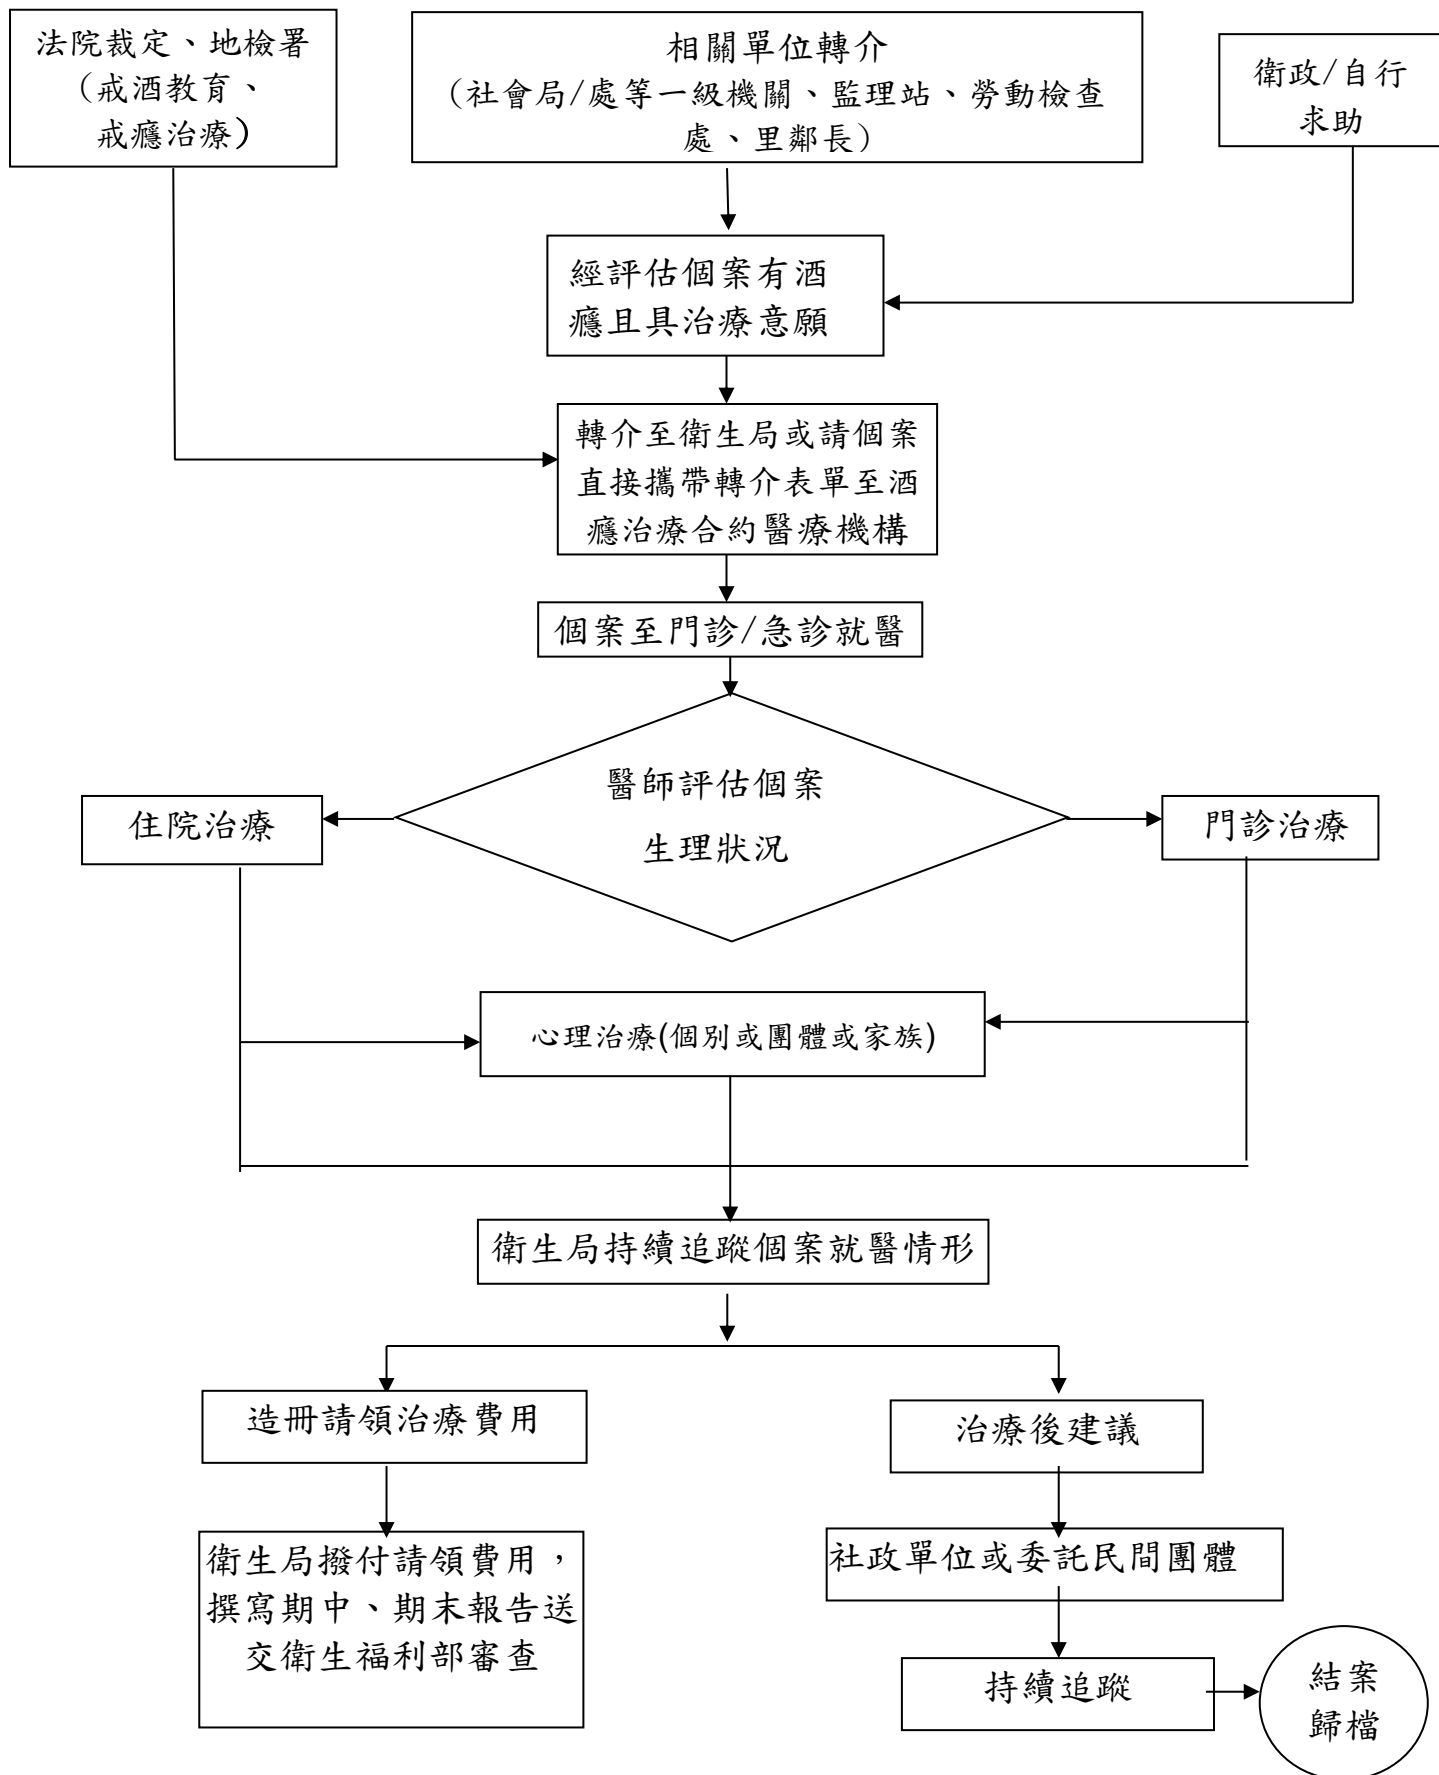 法院裁定、地檢署
（戒酒教育、
戒癮治療）
相關單位轉介
（社會局/處等一級機關、監理站、勞動檢查
處、里鄰長）
衛政/自行
求助
經評估個案有酒
癮且具治療意願
轉介至衛生局或請個案
直接攜帶轉介表單至酒
癮治療合約醫療機構
個案至門診/急診就醫
醫師評估個案
生理狀況
住院治療
門診治療
心理治療(個別或團體或家族)
衛生局持續追蹤個案就醫情形
造冊請領治療費用
治療後建議
衛生局撥付請領費用，
撰寫期中、期末報告送
交衛生福利部審查
社政單位或委託民間團體
持續追蹤
結案
歸檔